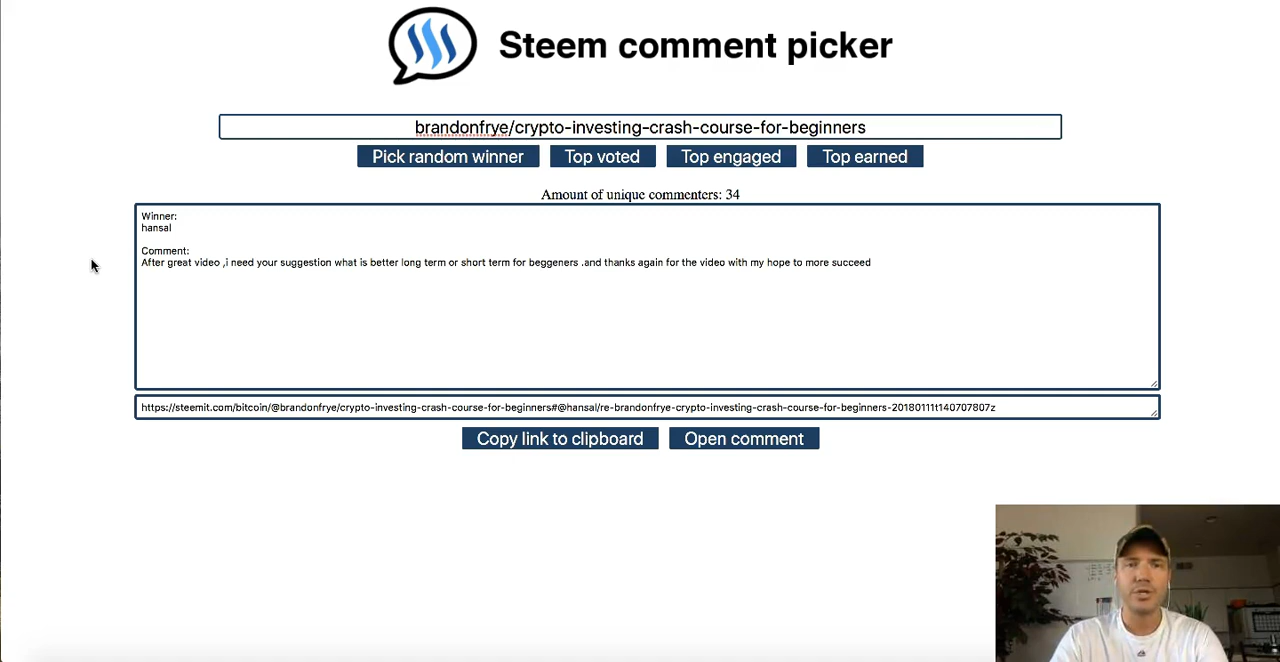 Steem comment picker
brandonfrye/crypto-investing-crash-course-for-beginners
Pick random winner
Top voted
Top engaged
Top earned
Amount of unique commenters: 34
Winner:
hansal
Comment:
After great video ,i need your suggestion what is better long term or short term for beggeners .and thanks again for the video with my hope to more succeed
https://steemit.com/bitcoin/@brandonfrye/crypto-investing-crash-course-for-beginners#@hansal/re-brandonfrye-crypto-investing-crash-course-for-beginners-20180111t140707807z
Copy link to clipboard
Open comment